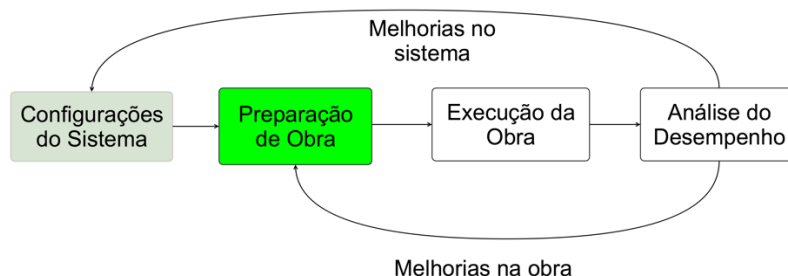 Melhorias no
sistema
Configurações
do Sistema
Preparação
de Obra
Execução da
Obra
Análise do
Desempenho
Melhorias na obra